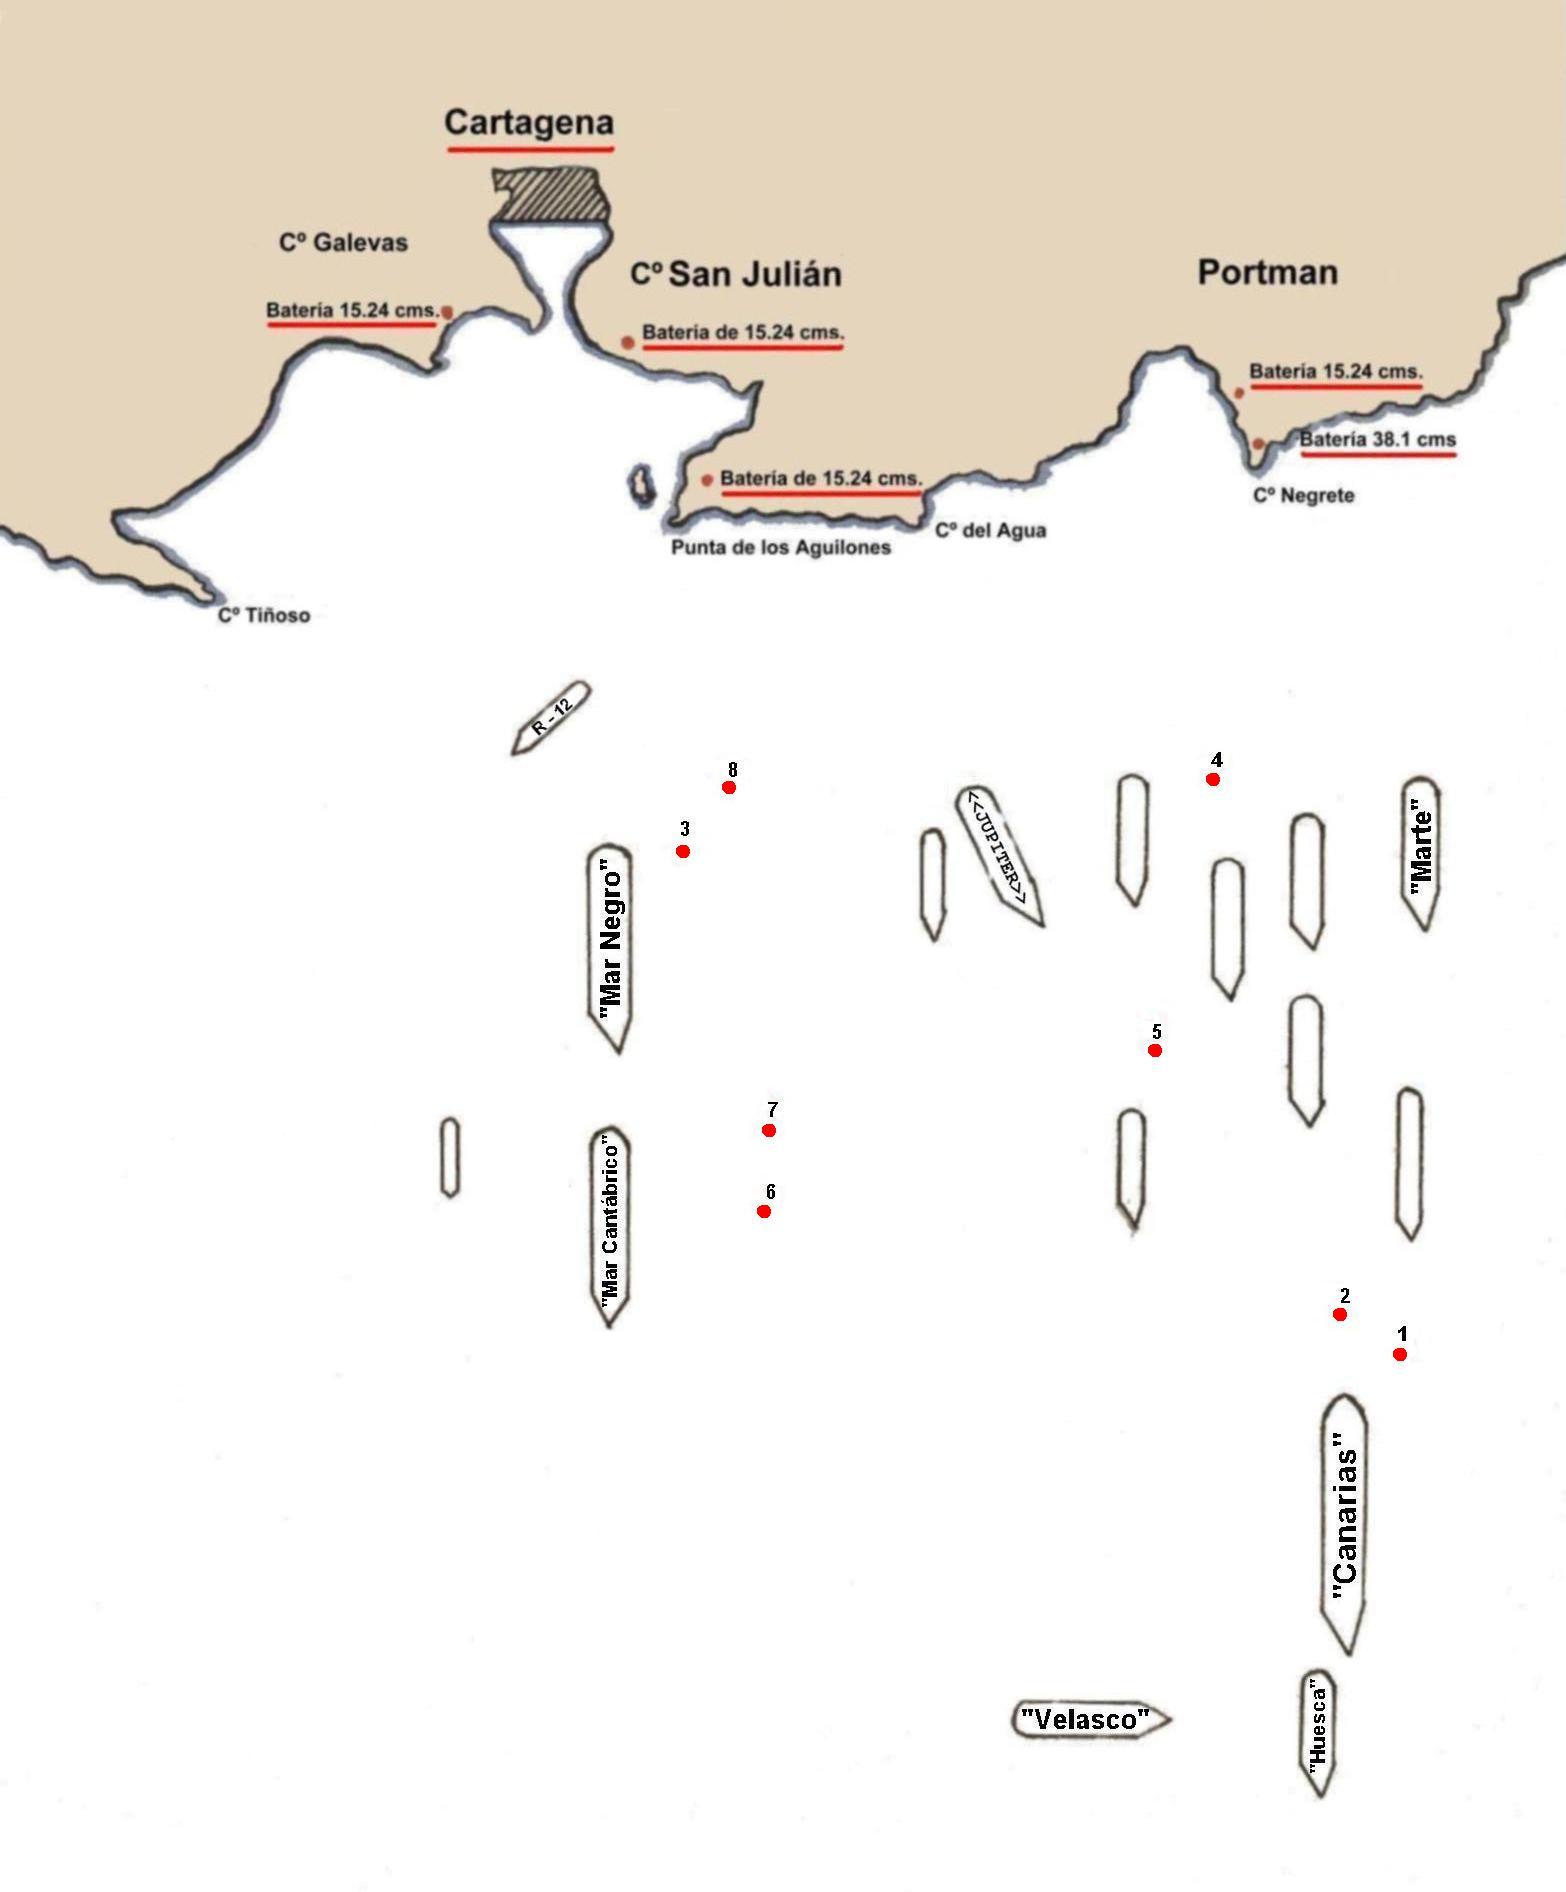 Cartagena
Cº Galevas
Cº San Julián
Portman
Batería 15.24 cms.
Batería de 15.24 cms.
Batería 15.24 cms.
Batería 38.1 cms
Batería de 15.24 cms.
Cº Negrete
Cº del Agua
Punta de los Aguilones
Cº Tiñoso
R - 12
8
4
<<JUPITER>>
"Marte"
3
"Mar Negro"
5
7
"Mar Cantábrico"
6
2
1
"Canarias"
"Velasco"
"Huesca"